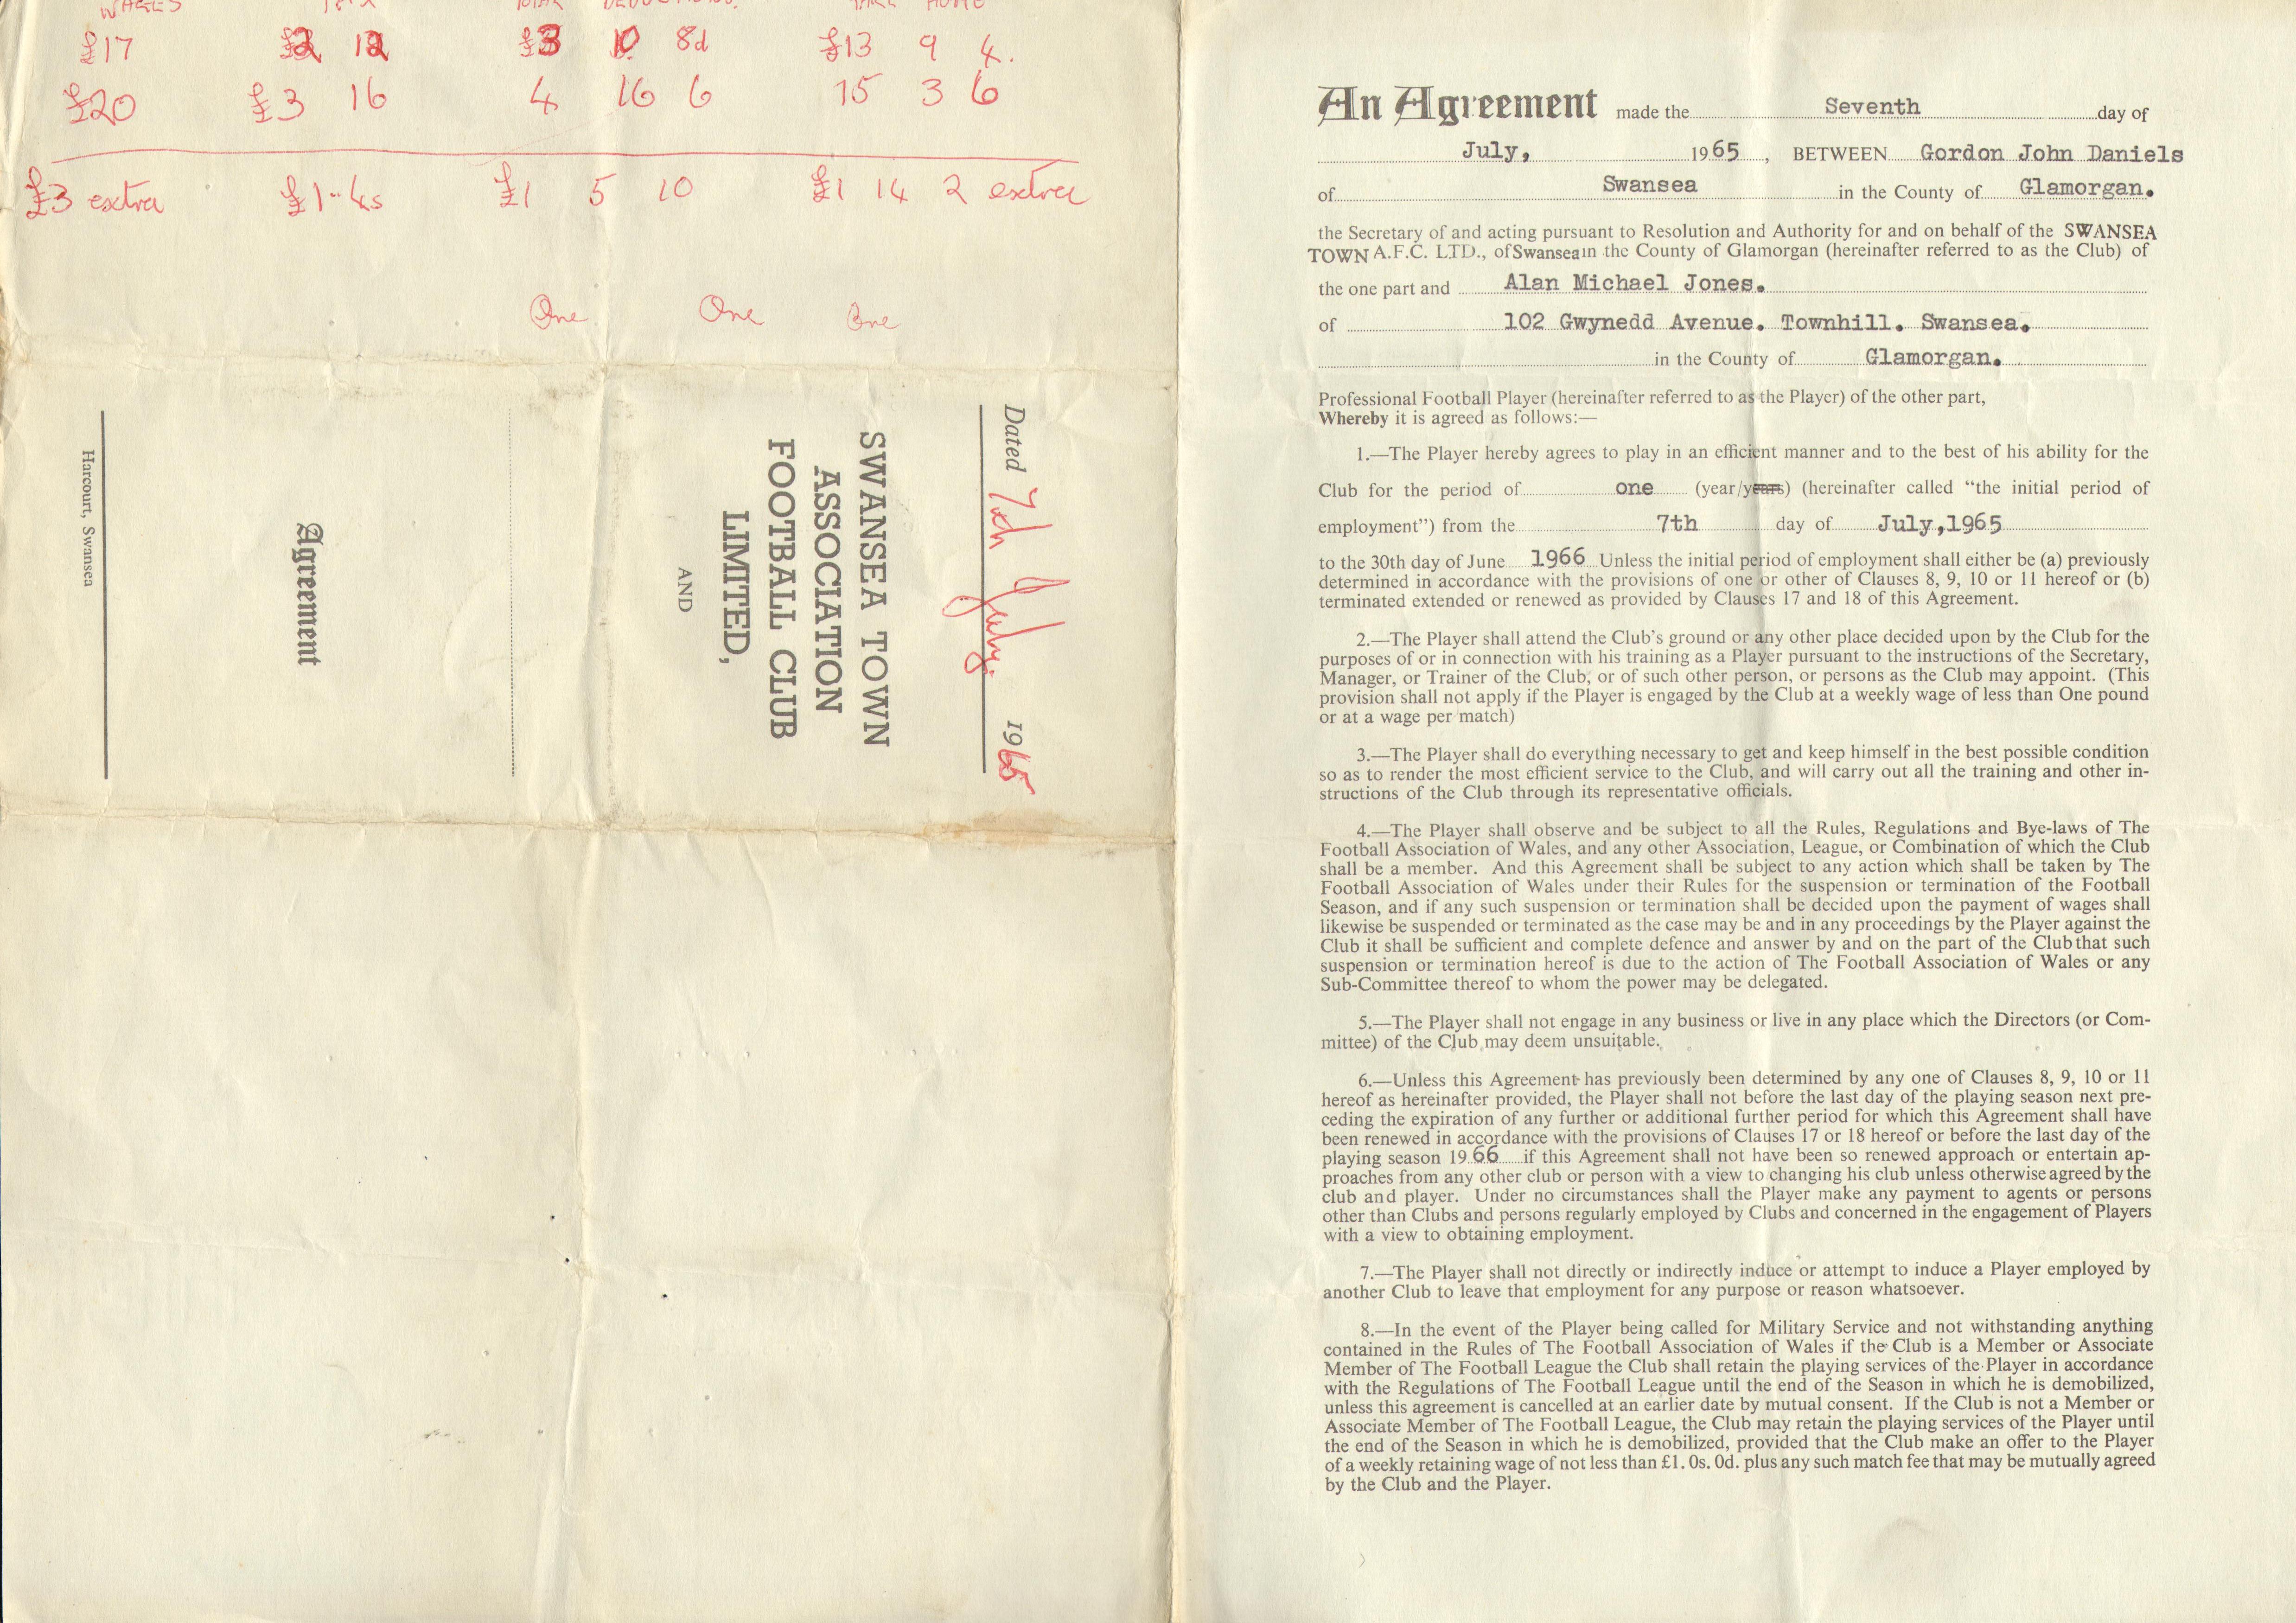 WAGES TAX TOTAL DEDUCTIONS. TAKE HOME
£17 £2 12 £3 10 8d £13 9 4.
£20 £3 16 4 16 6 15 3 6
£3 extra £1-4s £1 5 10 £1 14 2 extra
One One One
Dated 7th July. 1965
SWANSEA TOWN
ASSOCIATION
FOOTBALL CLUB
LIMITED,
AND
Agreement
Harcourt, Swansea
An Agreement made the Seventh day of
July, 1965, BETWEEN Gordon John Daniels
of Swansea in the County of Glamorgan.
the Secretary of and acting pursuant to Resolution and Authority for and on behalf of the SWANSEA
TOWN A.F.C. LTD., of Swansea in the County of Glamorgan (hereinafter referred to as the Club) of
the one part and Alan Michael Jones.
of 102 Gwynedd Avenue. Townhill. Swansea.
in the County of Glamorgan.
Professional Football Player (hereinafter referred to as the Player) of the other part,
Whereby it is agreed as follows:—
1.—The Player hereby agrees to play in an efficient manner and to the best of his ability for the
Club for the period of one (year/years) (hereinafter called “the initial period of
employment”) from the 7th day of July,1965
to the 30th day of June 1966 Unless the initial period of employment shall either be (a) previously
determined in accordance with the provisions of one or other of Clauses 8, 9, 10 or 11 hereof or (b)
terminated extended or renewed as provided by Clauses 17 and 18 of this Agreement.
2.—The Player shall attend the Club’s ground or any other place decided upon by the Club for the
purposes of or in connection with his training as a Player pursuant to the instructions of the Secretary,
Manager, or Trainer of the Club, or of such other person, or persons as the Club may appoint. (This
provision shall not apply if the Player is engaged by the Club at a weekly wage of less than One pound
or at a wage per match)
3.—The Player shall do everything necessary to get and keep himself in the best possible condition
so as to render the most efficient service to the Club, and will carry out all the training and other in-
structions of the Club through its representative officials.
4.—The Player shall observe and be subject to all the Rules, Regulations and Bye-laws of The
Football Association of Wales, and any other Association, League, or Combination of which the Club
shall be a member. And this Agreement shall be subject to any action which shall be taken by The
Football Association of Wales under their Rules for the suspension or termination of the Football
Season, and if any such suspension or termination shall be decided upon the payment of wages shall
likewise be suspended or terminated as the case may be and in any proceedings by the Player against the
Club it shall be sufficient and complete defence and answer by and on the part of the Club that such
suspension or termination hereof is due to the action of The Football Association of Wales or any
Sub-Committee thereof to whom the power may be delegated.
5.—The Player shall not engage in any business or live in any place which the Directors (or Com-
mittee) of the Club may deem unsuitable.
6.—Unless this Agreement has previously been determined by any one of Clauses 8, 9, 10 or 11
hereof as hereinafter provided, the Player shall not before the last day of the playing season next pre-
ceding the expiration of any further or additional further period for which this Agreement shall have
been renewed in accordance with the provisions of Clauses 17 or 18 hereof or before the last day of the
playing season 1966 if this Agreement shall not have been so renewed approach or entertain ap-
proaches from any other club or person with a view to changing his club unless otherwise agreed by the
club and player. Under no circumstances shall the Player make any payment to agents or persons
other than Clubs and persons regularly employed by Clubs and concerned in the engagement of Players
with a view to obtaining employment.
7.—The Player shall not directly or indirectly induce or attempt to induce a Player employed by
another Club to leave that employment for any purpose or reason whatsoever.
8.—In the event of the Player being called for Military Service and not withstanding anything
contained in the Rules of The Football Association of Wales if the Club is a Member or Associate
Member of The Football League the Club shall retain the playing services of the Player in accordance
with the Regulations of The Football League until the end of the Season in which he is demobilized,
unless this agreement is cancelled at an earlier date by mutual consent. If the Club is not a Member or
Associate Member of The Football League, the Club may retain the playing services of the Player until
the end of the Season in which he is demobilized, provided that the Club make an offer to the Player
of a weekly retaining wage of not less than £1. 0s. 0d. plus any such match fee that may be mutually agreed
by the Club and the Player.